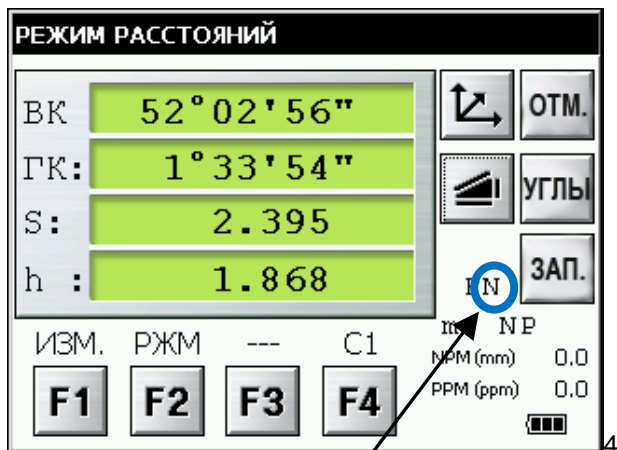 РЕЖИМ РАССТОЯНИЙ
ВК 52°02'56"
ОТМ.
ГК: 1°33'54"
УГЛЫ
S: 2.395
h : 1.868
ЗАП.
N
m NP
ИЗМ. РЖМ --- C1
NPM (mm) 0.0
PPM (ppm) 0.0
F1 F2 F3 F4
4